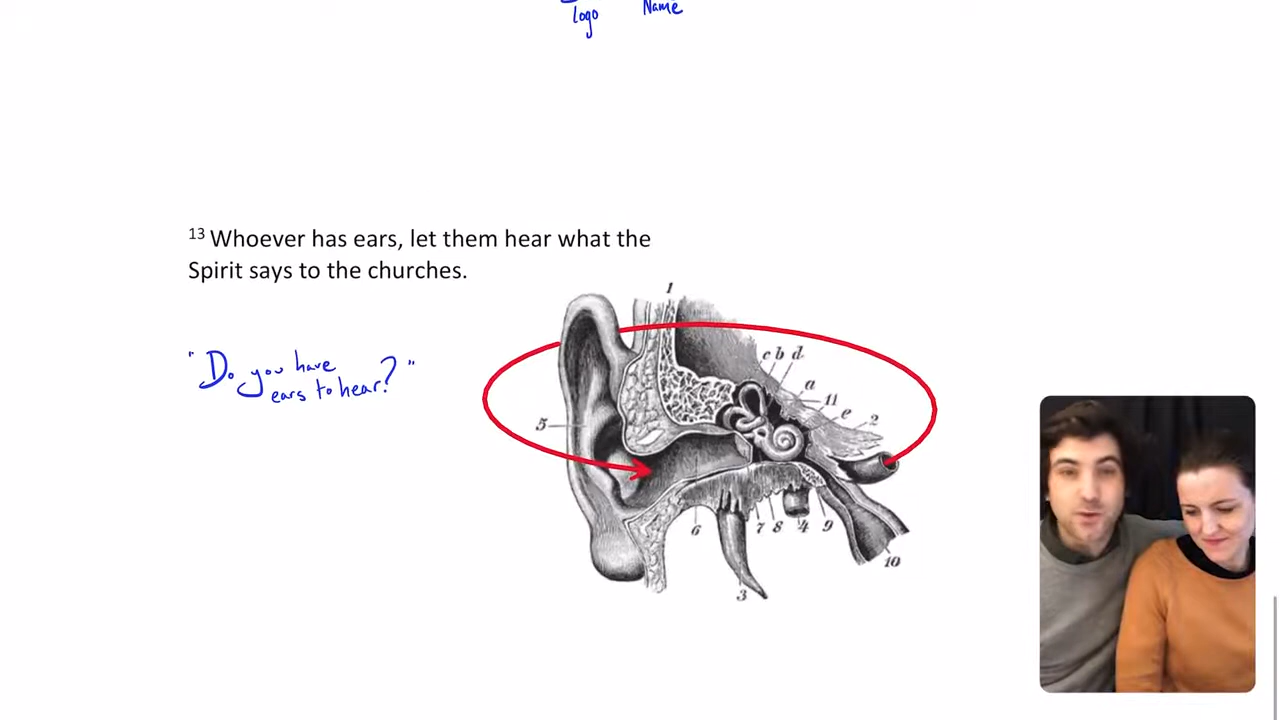 logo Name
13 Whoever has ears, let them hear what the
Spirit says to the churches.
"Do you have
ears to hear?"
1
c b d
a
11
e
2
5
6
7 8 4 9
10
3